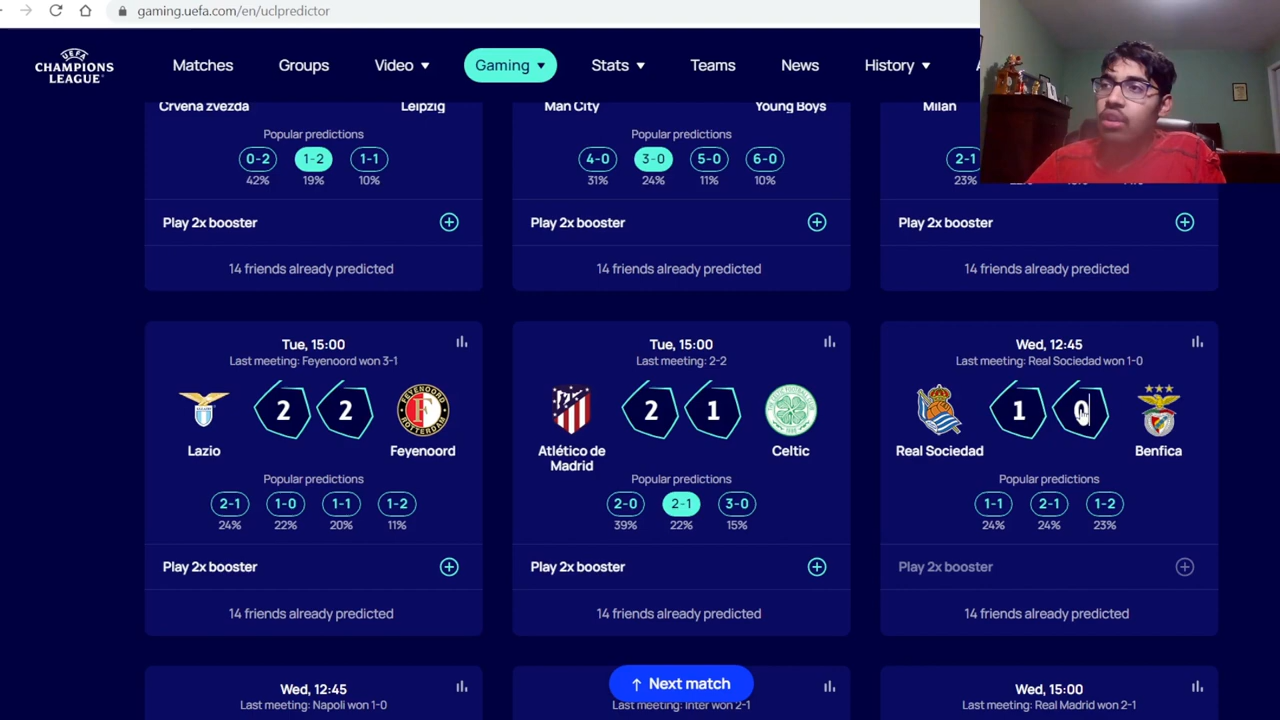 gaming.uefa.com/en/uclpredictor
UEFA
CHAMPIONS
LEAGUE
Matches Groups Video Gaming Stats Teams News History
Crvena zvezda Leipzig Man City Young Boys Milan
Popular predictions Popular predictions
0-2 1-2 1-1 4-0 3-0 5-0 6-0 2-1
42% 19% 10% 31% 24% 11% 10% 23%
Play 2x booster Play 2x booster Play 2x booster
14 friends already predicted 14 friends already predicted 14 friends already predicted
Tue, 15:00 Tue, 15:00 Wed, 12:45
Last meeting: Feyenoord won 3-1 Last meeting: 2-2 Last meeting: Real Sociedad won 1-0
2 2 2 1 1 0
FEYENOORD
ROTTERDAM
Lazio Feyenoord Atlético de Madrid Celtic Real Sociedad Benfica
Popular predictions Popular predictions Popular predictions
2-1 1-0 1-1 1-2 2-0 2-1 3-0 1-1 2-1 1-2
24% 22% 20% 11% 39% 22% 15% 24% 24% 23%
Play 2x booster Play 2x booster Play 2x booster
14 friends already predicted 14 friends already predicted 14 friends already predicted
Next match
Wed, 12:45 Wed, 15:00
Last meeting: Napoli won 1-0 Last meeting: Inter won 2-1 Last meeting: Real Madrid won 2-1